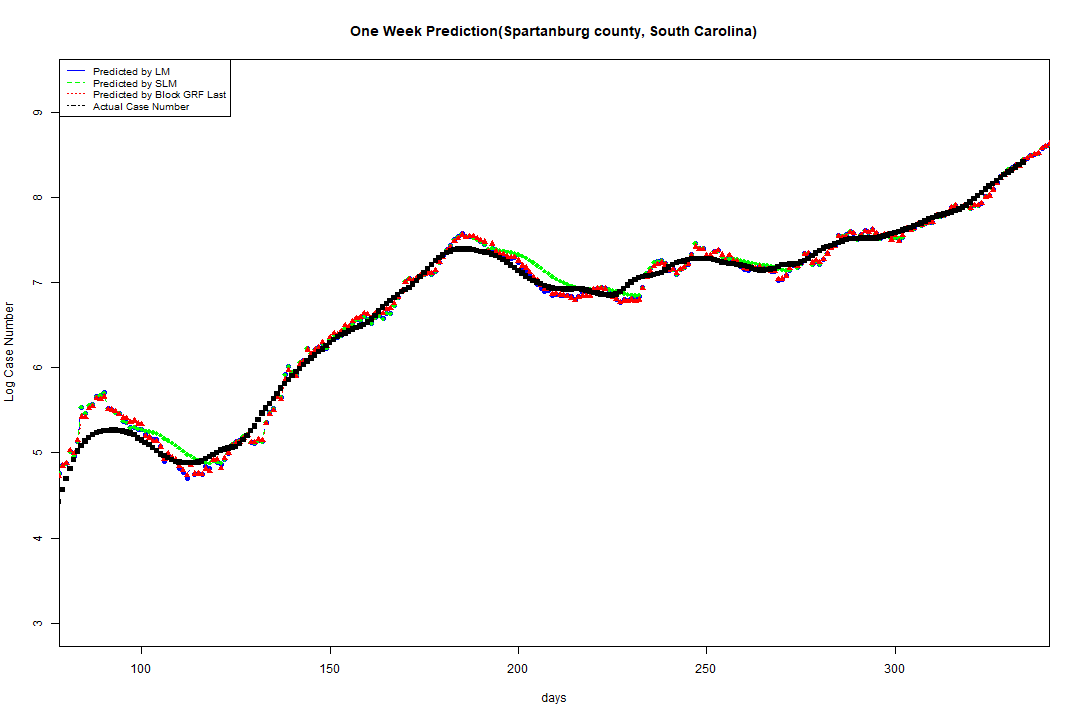 One Week Prediction(Spartanburg county, South Carolina)
Predicted by LM
Predicted by SLM
Predicted by Block GRF Last
Actual Case Number
9
8
7
6
5
4
3
Log Case Number
100 150 200 250 300
days